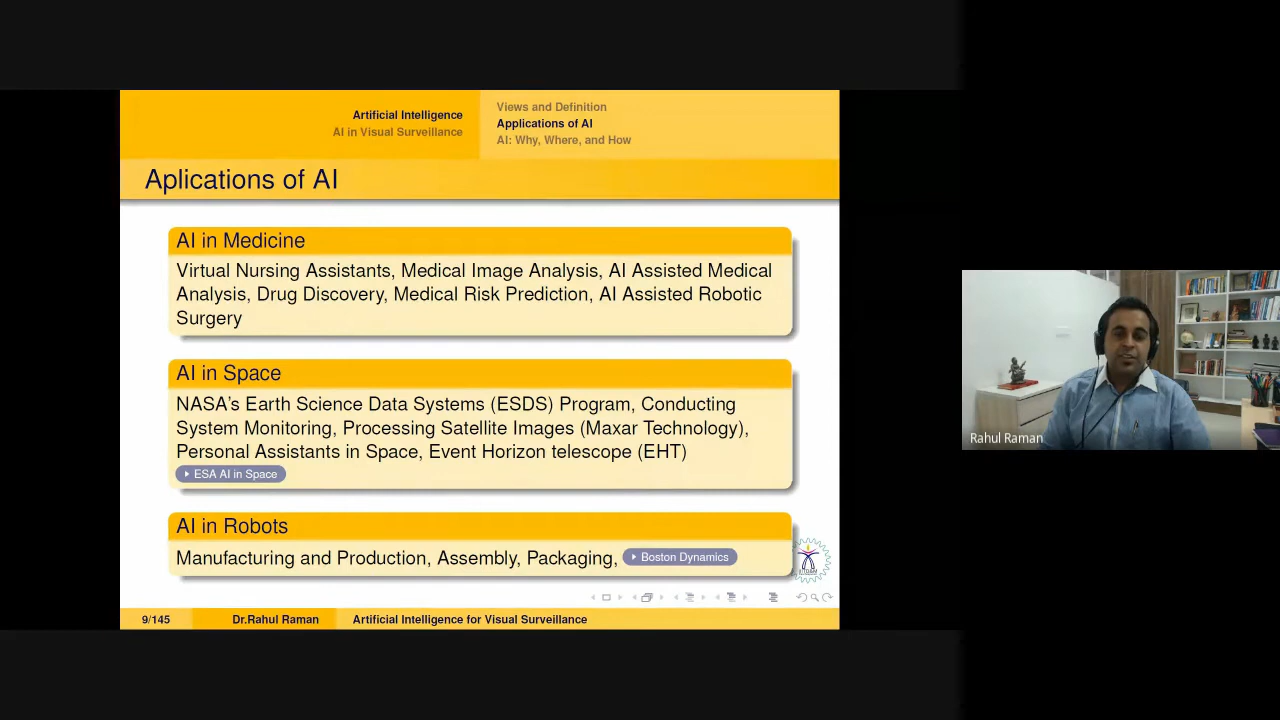 Artificial Intelligence
AI in Visual Surveillance
Views and Definition
Applications of AI
AI: Why, Where, and How
Aplications of AI
AI in Medicine
Virtual Nursing Assistants, Medical Image Analysis, AI Assisted Medical
Analysis, Drug Discovery, Medical Risk Prediction, AI Assisted Robotic
Surgery
AI in Space
NASA's Earth Science Data Systems (ESDS) Program, Conducting
System Monitoring, Processing Satellite Images (Maxar Technology),
Personal Assistants in Space, Event Horizon telescope (EHT)
ESA AI in Space
AI in Robots
Manufacturing and Production, Assembly, Packaging, Boston Dynamics
9/145 Dr.Rahul Raman Artificial Intelligence for Visual Surveillance
Rahul Raman